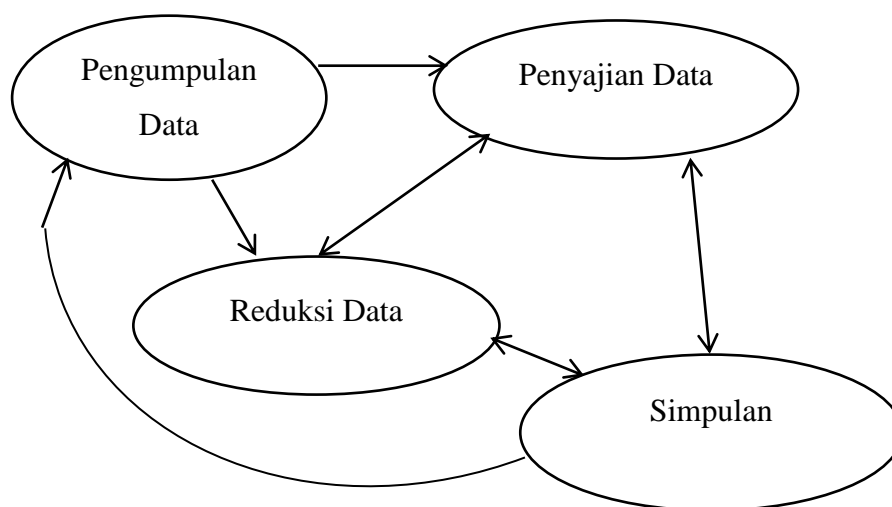 Pengumpulan
Data
Penyajian Data
Reduksi Data
Simpulan